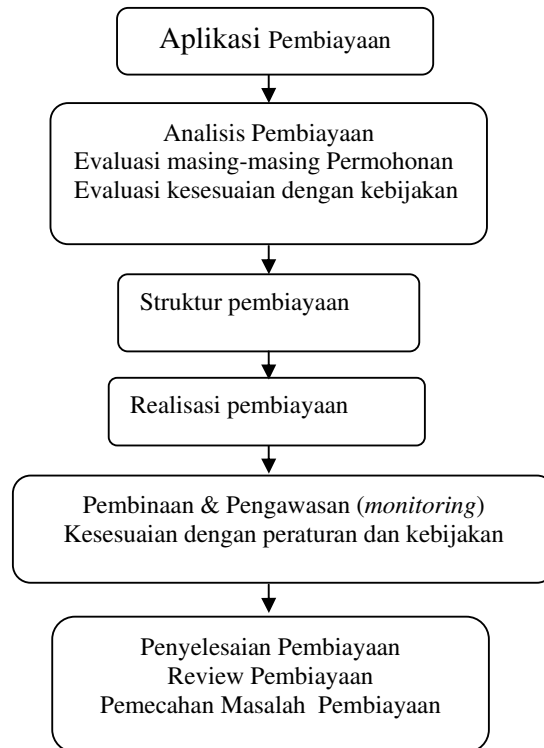 Aplikasi Pembiayaan
Analisis Pembiayaan
Evaluasi masing-masing Permohonan
Evaluasi kesesuaian dengan kebijakan
Struktur pembiayaan
Realisasi pembiayaan
Pembinaan & Pengawasan (monitoring)
Kesesuaian dengan peraturan dan kebijakan
Penyelesaian Pembiayaan
Review Pembiayaan
Pemecahan Masalah Pembiayaan